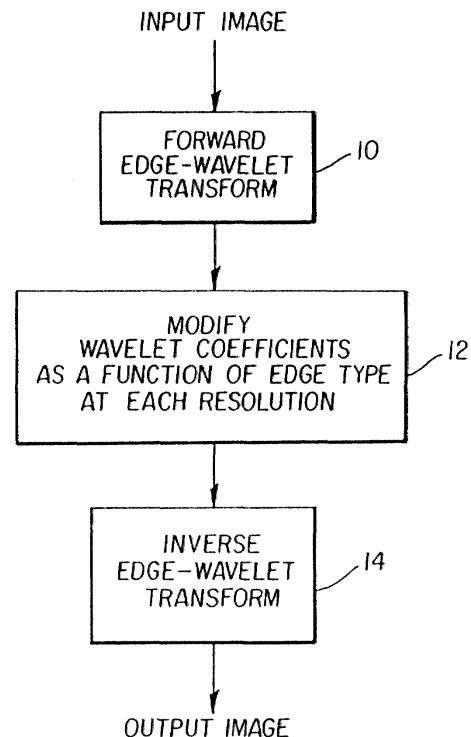 INPUT IMAGE
FORWARD
EDGE-WAVELET
TRANSFORM
10
MODIFY
WAVELET COEFFICIENTS
AS A FUNCTION OF EDGE TYPE
AT EACH RESOLUTION
12
INVERSE
EDGE-WAVELET
TRANSFORM
14
OUTPUT IMAGE